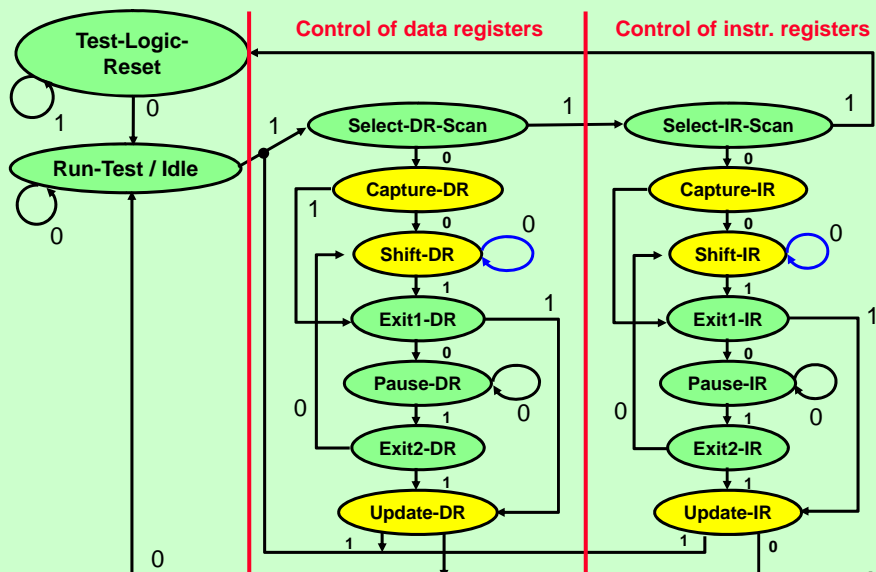 Control of data registers
Control of instr. registers
Test-Logic-
Reset
1
0
Run-Test / Idle
0
0
1
Select-DR-Scan
1
0
Capture-DR
1
0
Shift-DR
0
1
Exit1-DR
1
0
Pause-DR
0
0
1
Exit2-DR
1
Update-DR
1
Select-IR-Scan
1
0
Capture-IR
0
Shift-IR
0
1
Exit1-IR
1
0
Pause-IR
0
0
1
Exit2-IR
1
Update-IR
1
0